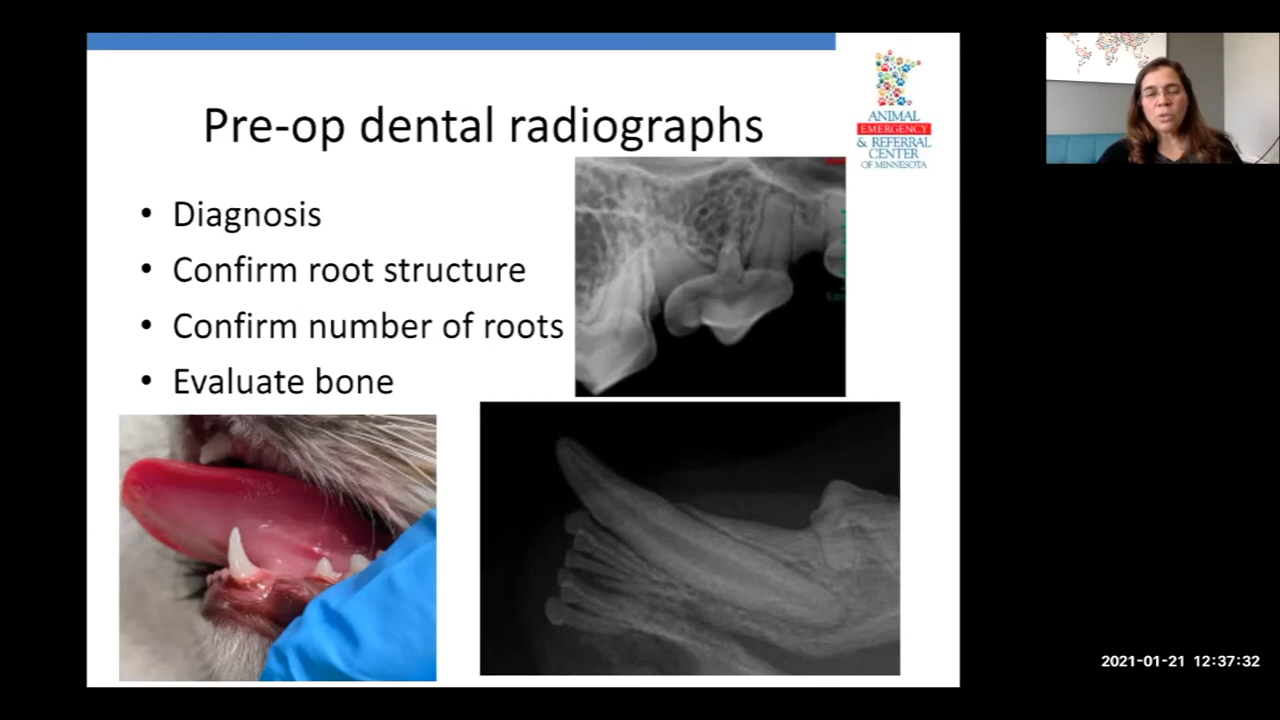 Pre-op dental radiographs
ANIMAL
EMERGENCY
& REFERRAL
CENTER
OF MINNESOTA
• Diagnosis
• Confirm root structure
• Confirm number of roots
• Evaluate bone
2021-01-21 12:37:32